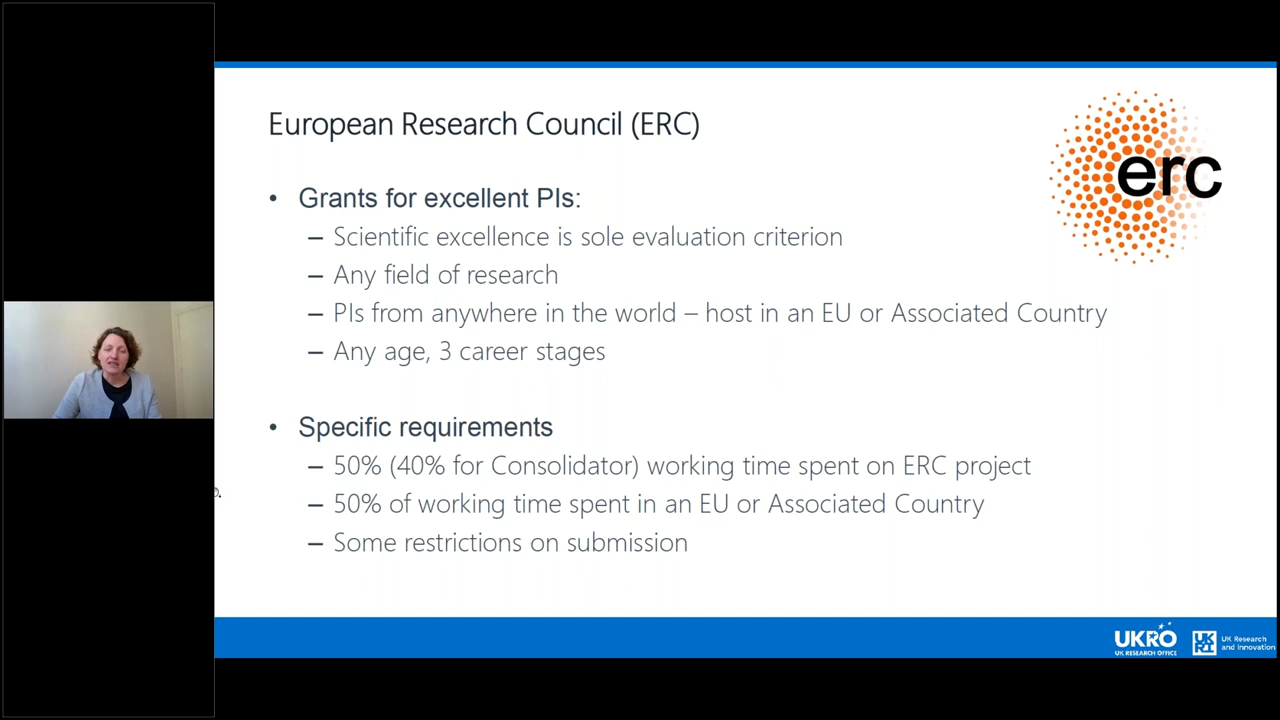 European Research Council (ERC)
erc
• Grants for excellent PIs:
– Scientific excellence is sole evaluation criterion
– Any field of research
– PIs from anywhere in the world – host in an EU or Associated Country
– Any age, 3 career stages
• Specific requirements
– 50% (40% for Consolidator) working time spent on ERC project
– 50% of working time spent in an EU or Associated Country
– Some restrictions on submission
UKRO
UK RESEARCH OFFICE
UKRI
UK Research
and Innovation